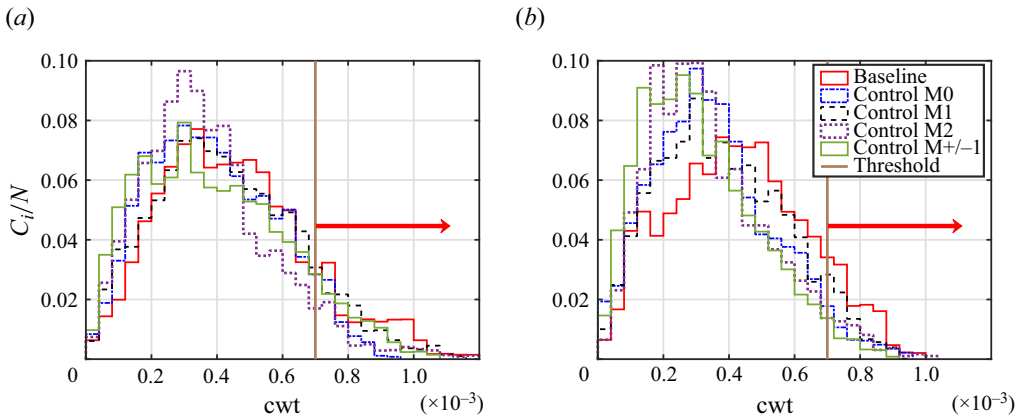 (a)
(b)
0.10
0.08
0.06
0.04
0.02
0
0.2
0.4
0.6
0.8
1.0
C_i/N
cwt
(×10⁻³)
0.10
0.08
0.06
0.04
0.02
0
0.2
0.4
0.6
0.8
1.0
cwt
(×10⁻³)
Baseline
Control M0
Control M1
Control M2
Control M+/–1
Threshold